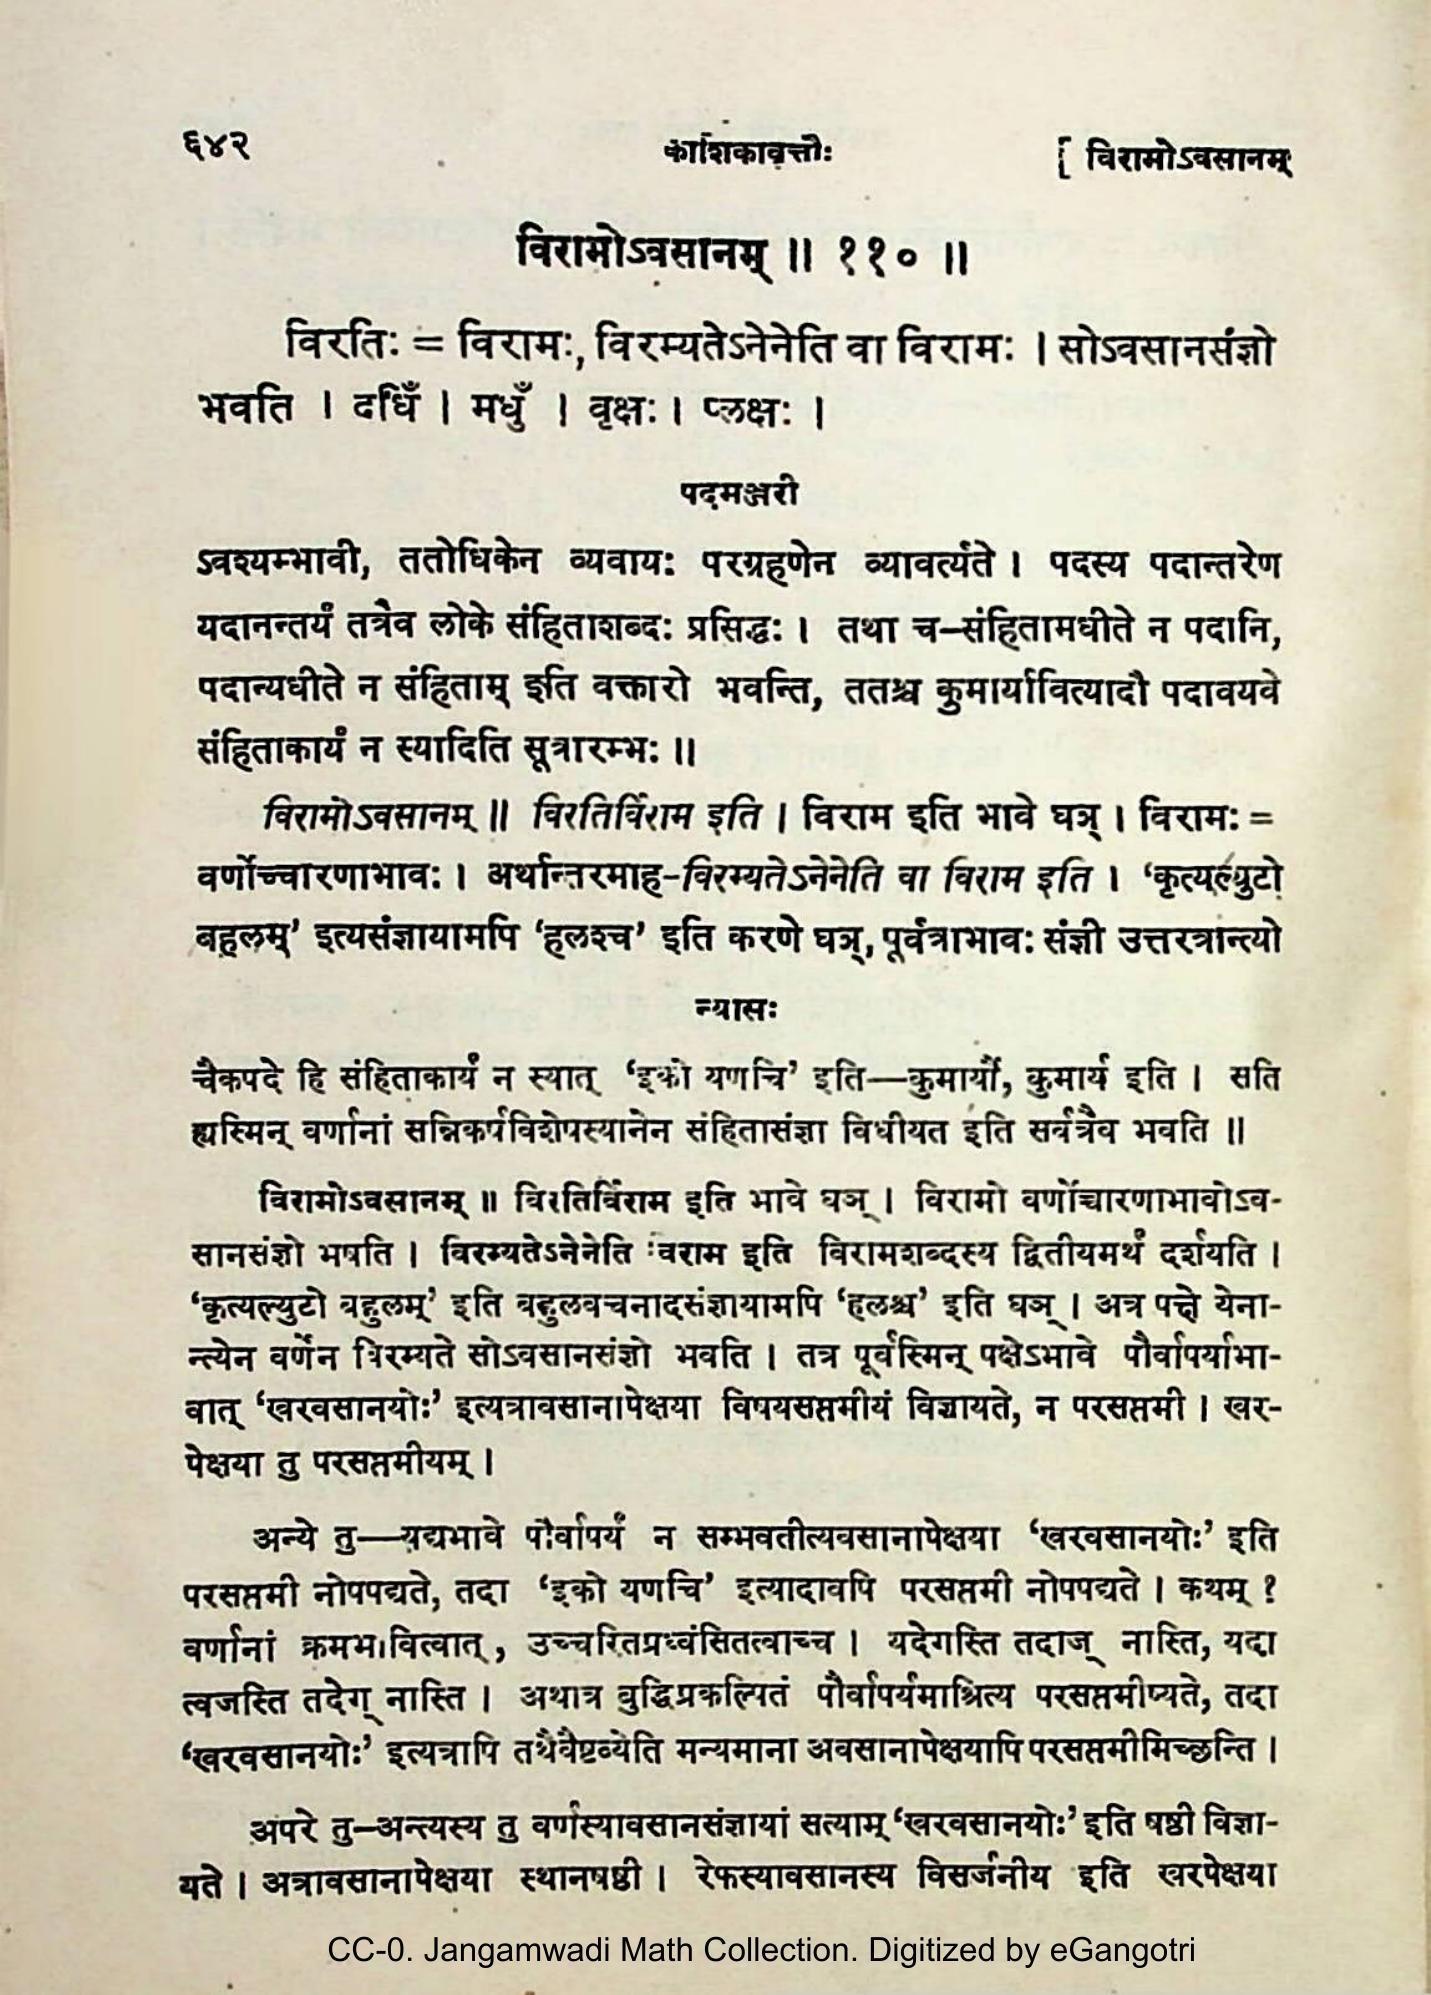 ६४२
काशिकावृत्तौः
[ विरामोऽवसानम्
विरामोऽवसानम् ॥ ११० ॥
विरतिः = विरामः, विरम्यतेऽनेनेति वा विरामः । सोऽवसानसंज्ञो
भवति । दधिँ । मधुँ । वृक्षः । प्लक्षः ।
पदमञ्जरी
ऽवश्यम्भावी, ततोधिकेन व्यवायः परग्रहणेन व्यावर्त्यते । पदस्य पदान्तरेण
यदानन्तर्यं तत्रैव लोके संहिताशब्दः प्रसिद्धः । तथा च–संहितामधीते न पदानि,
पदान्यधीते न संहिताम् इति वक्तारो भवन्ति, ततश्च कुमार्यावित्यादौ पदावयवे
संहिताकार्यं न स्यादिति सूत्रारम्भः ॥
विरामोऽवसानम् ॥ विरतिर्विराम इति । विराम इति भावे घञ् । विरामः =
वर्णोच्चारणाभावः । अर्थान्तरमाह-विरम्यतेऽनेनेति वा विराम इति । ‘कृत्यल्युटो
बहुलम्’ इत्यसंज्ञायामपि ‘हलश्च’ इति करणे घञ्, पूर्वत्राभावः संज्ञी उत्तरत्रान्त्यो
न्यासः
चैकपदे हि संहिताकार्यं न स्यात् ‘इको यणचि’ इति—कुमार्यौ, कुमार्य इति । सति
ह्यस्मिन् वर्णानां सन्निकर्षविशेषस्यानेन संहितासंज्ञा विधीयत इति सर्वत्रैव भवति ॥
विरामोऽवसानम् ॥ विरतिर्विराम इति भावे घञ् । विरामो वर्णोच्चारणाभावोऽव-
सानसंज्ञो भवति । विरम्यतेऽनेनेति विराम इति विरामशब्दस्य द्वितीयमर्थं दर्शयति ।
‘कृत्यल्युटो बहुलम्’ इति बहुलवचनादसंज्ञायामपि ‘हलश्च’ इति घञ् । अत्र पक्षे येना-
न्त्येन वर्णेन विरम्यते सोऽवसानसंज्ञो भवति । तत्र पूर्वस्मिन् पक्षेऽभावे पौर्वापर्याभा-
वात् ‘खरवसानयोः’ इत्यत्रावसानापेक्षया विषयसप्तमीयं विज्ञायते, न परसप्तमी । खर-
पेक्षया तु परसप्तमीयम् ।
अन्ये तु—यद्यभावे पौर्वापर्यं न सम्भवतीत्यवसानापेक्षया ‘खरवसानयोः’ इति
परसप्तमी नोपपद्यते, तदा ‘इको यणचि’ इत्यादावपि परसप्तमी नोपपद्यते । कथम् ?
वर्णानां क्रमभावित्वात्, उच्चरितप्रध्वंसितत्वाच्च । यदेगस्ति तदाज् नास्ति, यदा
त्वजस्ति तदेग् नास्ति । अथात्र बुद्धिप्रकल्पितं पौर्वापर्यमाश्रित्य परसप्तमीष्यते, तदा
‘खरवसानयोः’ इत्यत्रापि तथैवैष्टव्येति मन्यमाना अवसानापेक्षयापि परसप्तमीमिच्छन्ति ।
अपरे तु–अन्त्यस्य तु वर्णस्यावसानसंज्ञायां सत्याम् ‘खरवसानयोः’ इति षष्ठी विज्ञा-
यते । अत्रावसानापेक्षया स्थानषष्ठी । रेफस्यावसानस्य विसर्जनीय इति खरपेक्षया
CC-0. Jangamwadi Math Collection. Digitized by eGangotri